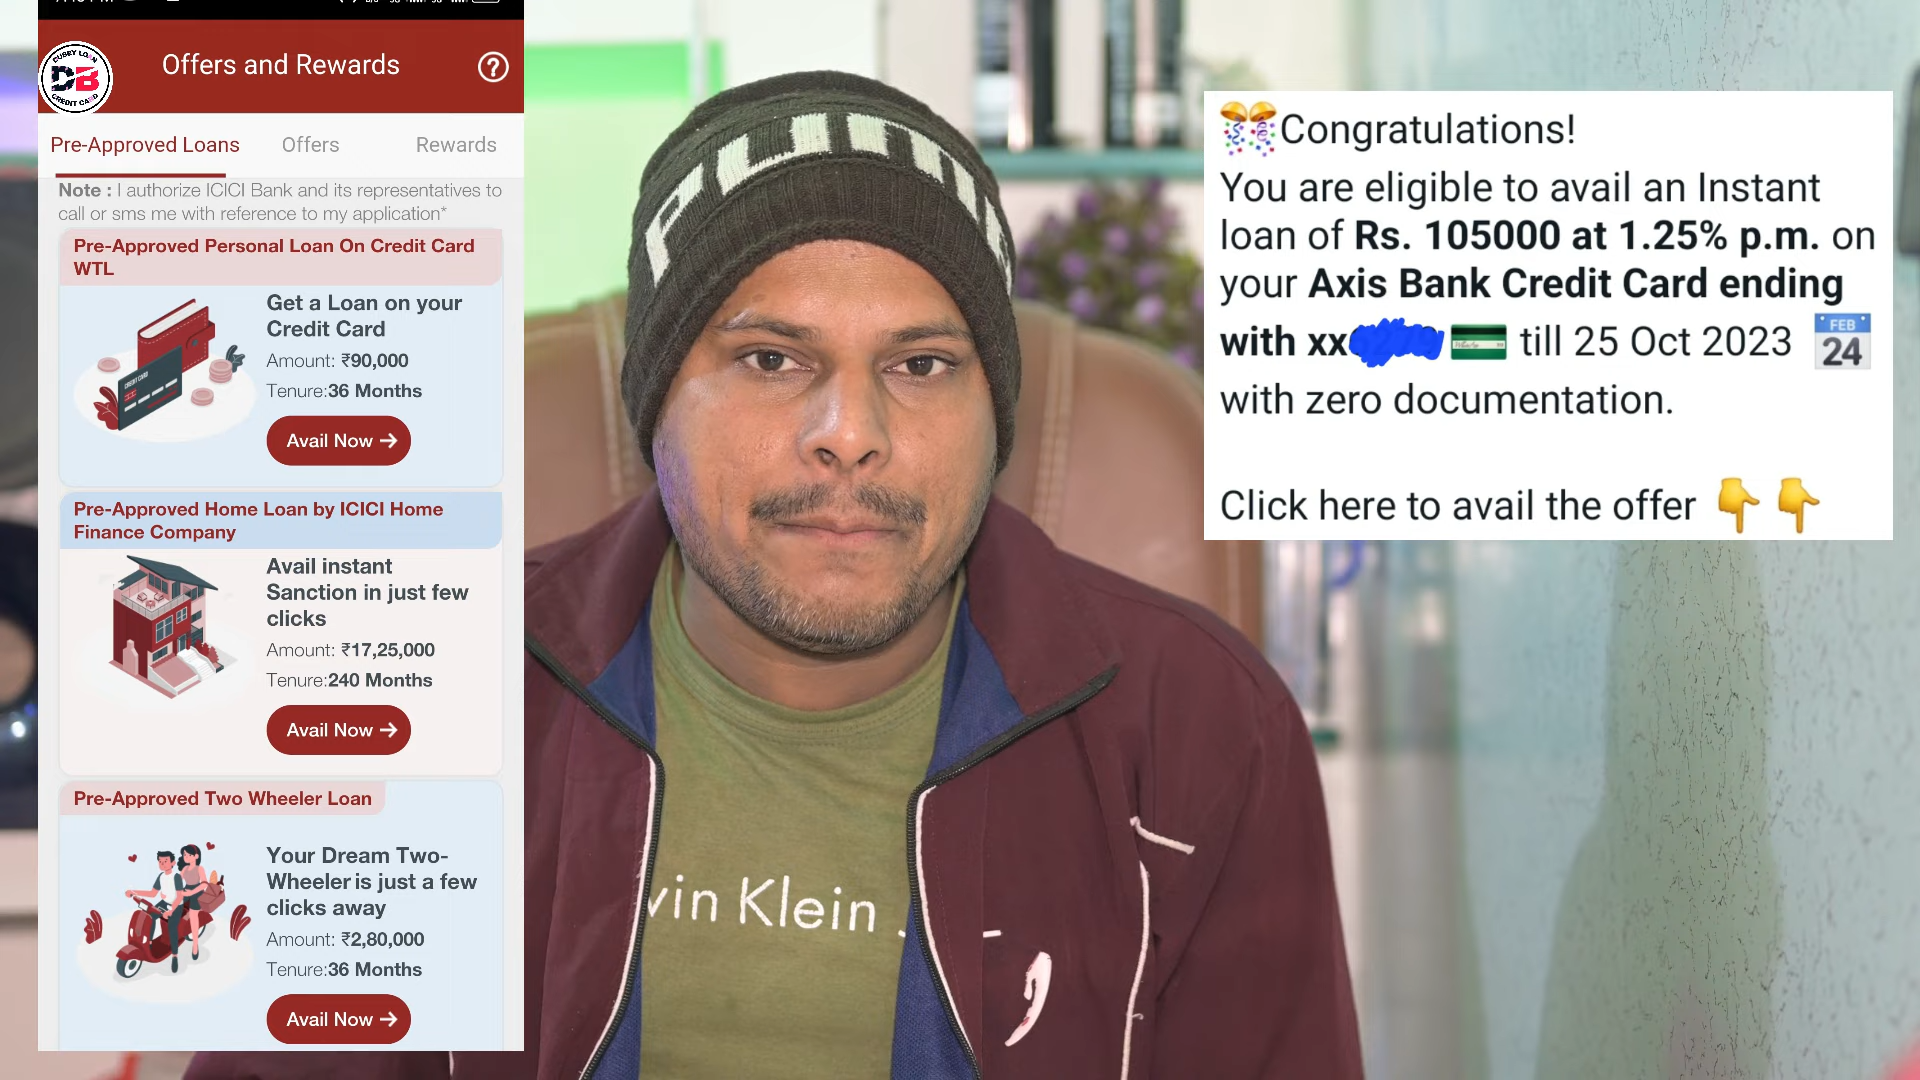 Offers and Rewards
?
DUBEY LOAN
DB
CREDIT CARD
Pre-Approved Loans
Offers
Rewards
Note : I authorize ICICI Bank and its representatives to
call or sms me with reference to my application*
Pre-Approved Personal Loan On Credit Card
WTL
Get a Loan on your
Credit Card
Amount: ₹90,000
Tenure:36 Months
Avail Now →
Pre-Approved Home Loan by ICICI Home
Finance Company
Avail instant
Sanction in just few
clicks
Amount: ₹17,25,000
Tenure:240 Months
Avail Now →
Pre-Approved Two Wheeler Loan
Your Dream Two-
Wheeler is just a few
clicks away
Amount: ₹2,80,000
Tenure:36 Months
Avail Now →
PUMA
vin Klein
Congratulations!
You are eligible to avail an Instant
loan of Rs. 105000 at 1.25% p.m. on
your Axis Bank Credit Card ending
with xx till 25 Oct 2023
FEB
24
with zero documentation.
Click here to avail the offer 👇 👇